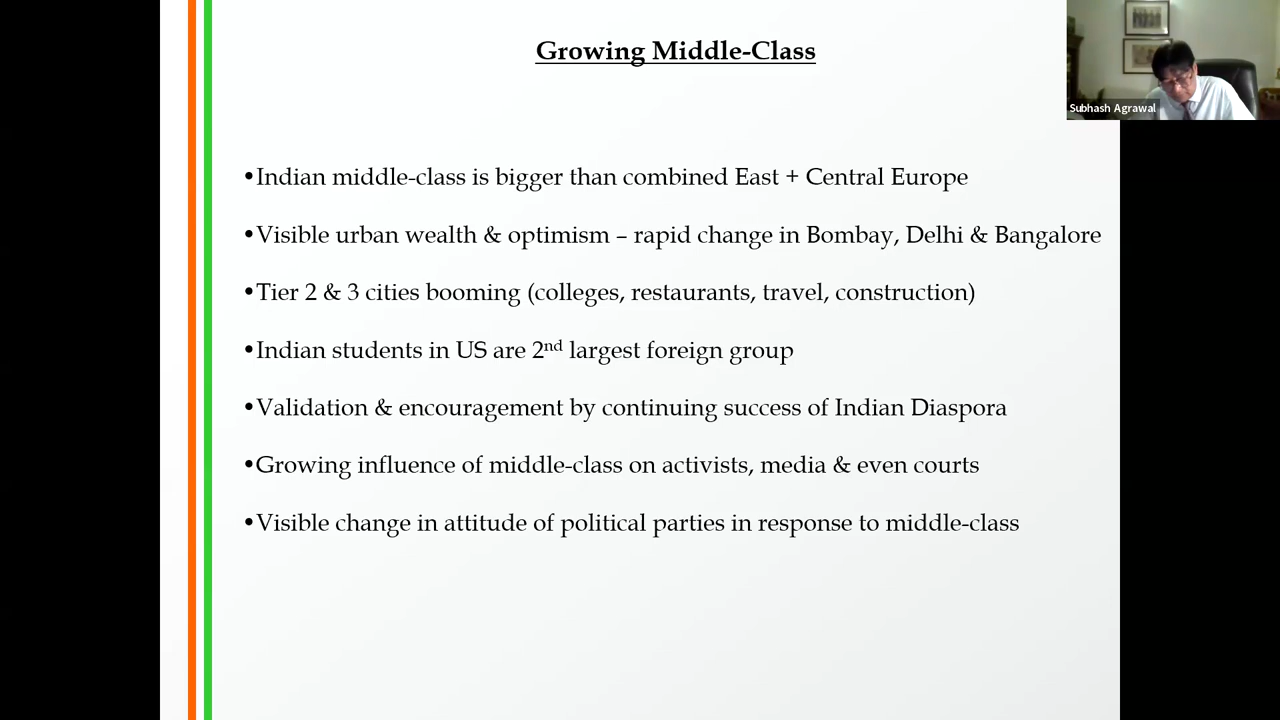 Growing Middle-Class
Subhash Agrawal
•Indian middle-class is bigger than combined East + Central Europe
•Visible urban wealth & optimism – rapid change in Bombay, Delhi & Bangalore
•Tier 2 & 3 cities booming (colleges, restaurants, travel, construction)
•Indian students in US are 2nd largest foreign group
•Validation & encouragement by continuing success of Indian Diaspora
•Growing influence of middle-class on activists, media & even courts
•Visible change in attitude of political parties in response to middle-class